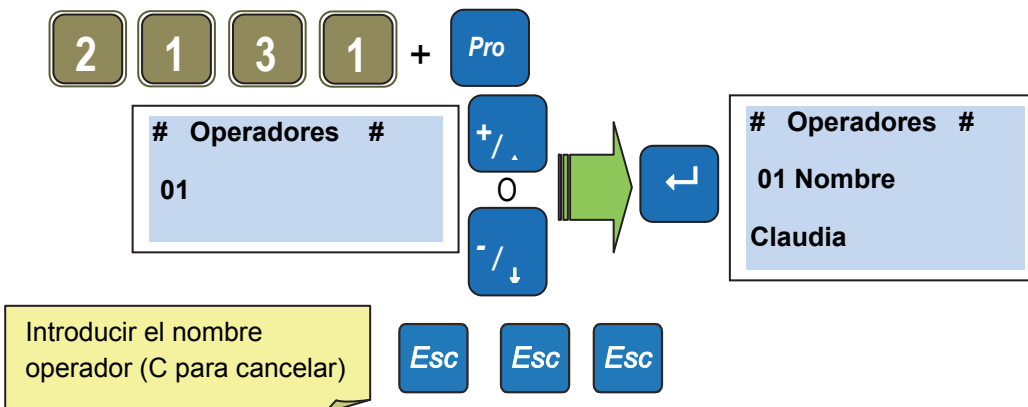 2 1 3 1 + Pro
# Operadores #
01
+/▲
O
-/↓
↵
# Operadores #
01 Nombre
Claudia
Introducir el nombre
operador (C para cancelar)
Esc Esc Esc